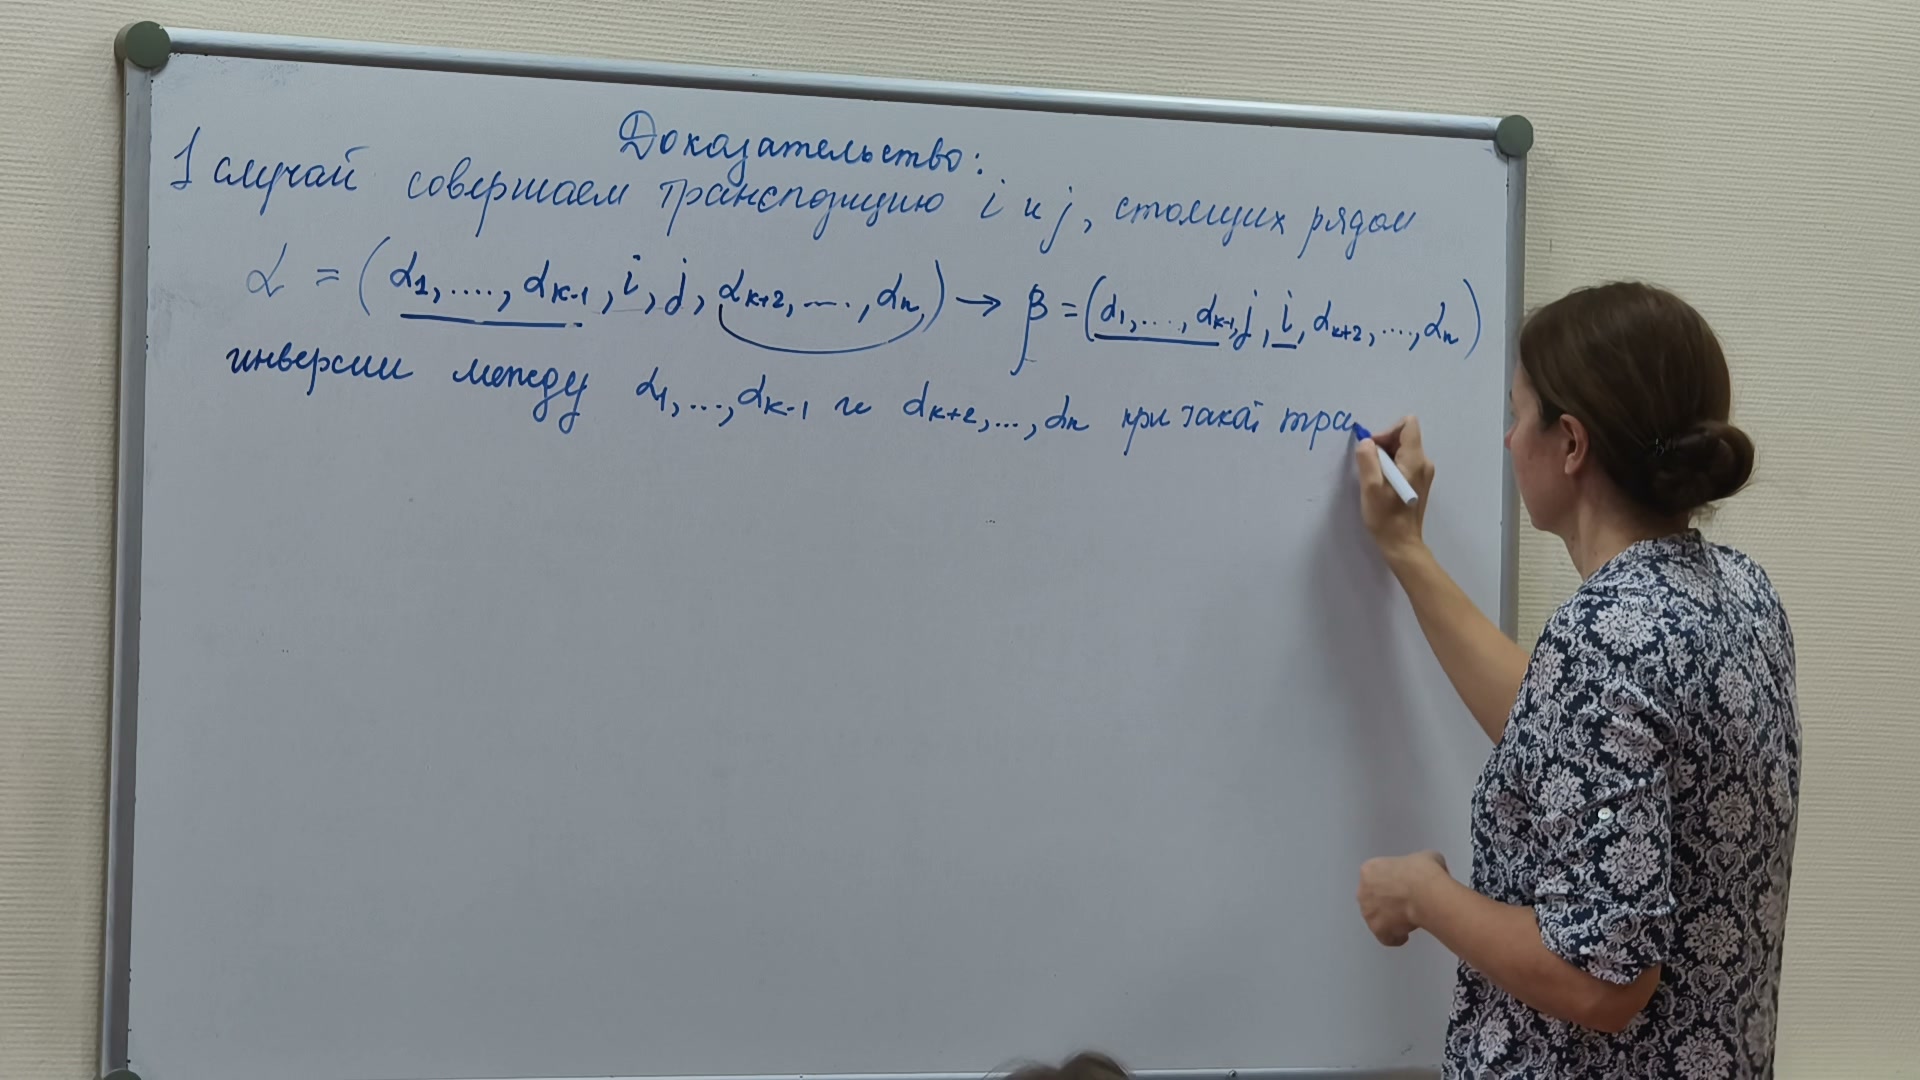 Доказательство:
1 случай совершаем транспозицию i и j, стоящих рядом
α = (α₁, ...., αₖ₋₁, i, j, αₖ₊₂, ...., αₙ) → β = (α₁, ...., αₖ₋₁, j, i, αₖ₊₂, ...., αₙ)
инверсии между α₁, ..., αₖ₋₁ и αₖ₊₂, ..., αₙ при такой тра